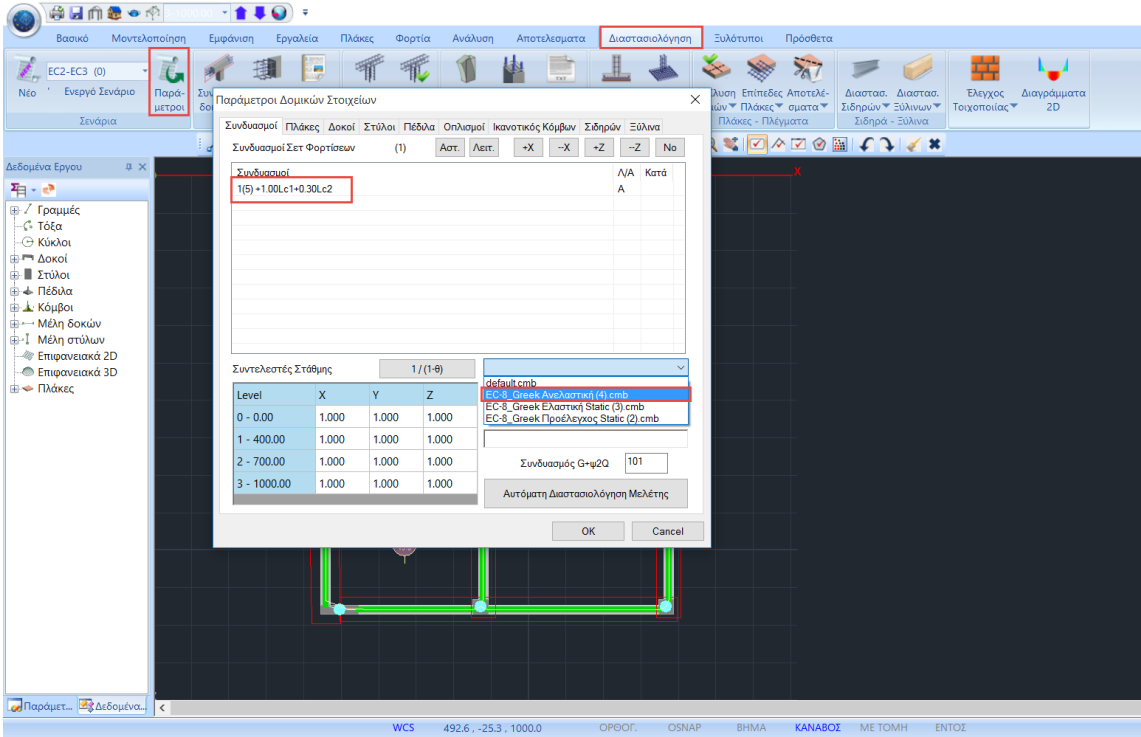 Βασικό Μοντελοποίηση Εμφάνιση Εργαλεία Πλάκες Φορτία Ανάλυση Αποτελεσματα Διαστασιολόγηση Ξυλότυποι Πρόσθετα
EC2-EC3 (0)
Νέο Ενεργό Σενάριο
Παρά-
μετροι
Σενάρια
Επίπεδες Πλάκες
Αποτελέ-
σματα
Πλάκες - Πλέγματα
Διαστασ. Σιδηρών
Διαστασ. Ξύλινων
Σιδηρά - Ξύλινα
Έλεγχος Τοιχοποιίας
Διαγράμματα 2D
Παράμετροι Δομικών Στοιχείων
Συνδυασμοί Πλάκες Δοκοί Στύλοι Πέδιλα Οπλισμοί Ικανοτικός Κόμβων Σιδηρών Ξύλινα
Συνδυασμοί Σετ Φορτίσεων (1) Αστ. Λειτ. +X -X +Z -Z No
Συνδυασμοί Λ/Α Κατά
1(5) +1.00Lc1+0.30Lc2 Α
Συντελεστές Στάθμης 1 / (1-θ)
default.cmb
EC-8_Greek Ανελαστική (4).cmb
EC-8_Greek Ελαστική Static (3).cmb
EC-8_Greek Προέλεγχος Static (2).cmb
Level X Y Z
0 - 0.00 1.000 1.000 1.000
1 - 400.00 1.000 1.000 1.000
2 - 700.00 1.000 1.000 1.000
3 - 1000.00 1.000 1.000 1.000
Συνδυασμός G+ψ2Q 101
Αυτόματη Διαστασιολόγηση Μελέτης
OK Cancel
Δεδομένα Εργου
Γραμμές
Τόξα
Κύκλοι
Δοκοί
Στύλοι
Πέδιλα
Κόμβοι
Μέλη δοκών
Μέλη στύλων
Επιφανειακά 2D
Επιφανειακά 3D
Πλάκες
X
Παράμετ... Δεδομένα...
WCS 492.6 , -25.3 , 1000.0 ΟΡΘΟΓ. OSNAP ΒΗΜΑ ΚΑΝΑΒΟΣ ΜΕ ΤΟΜΗ ΕΝΤΟΣ